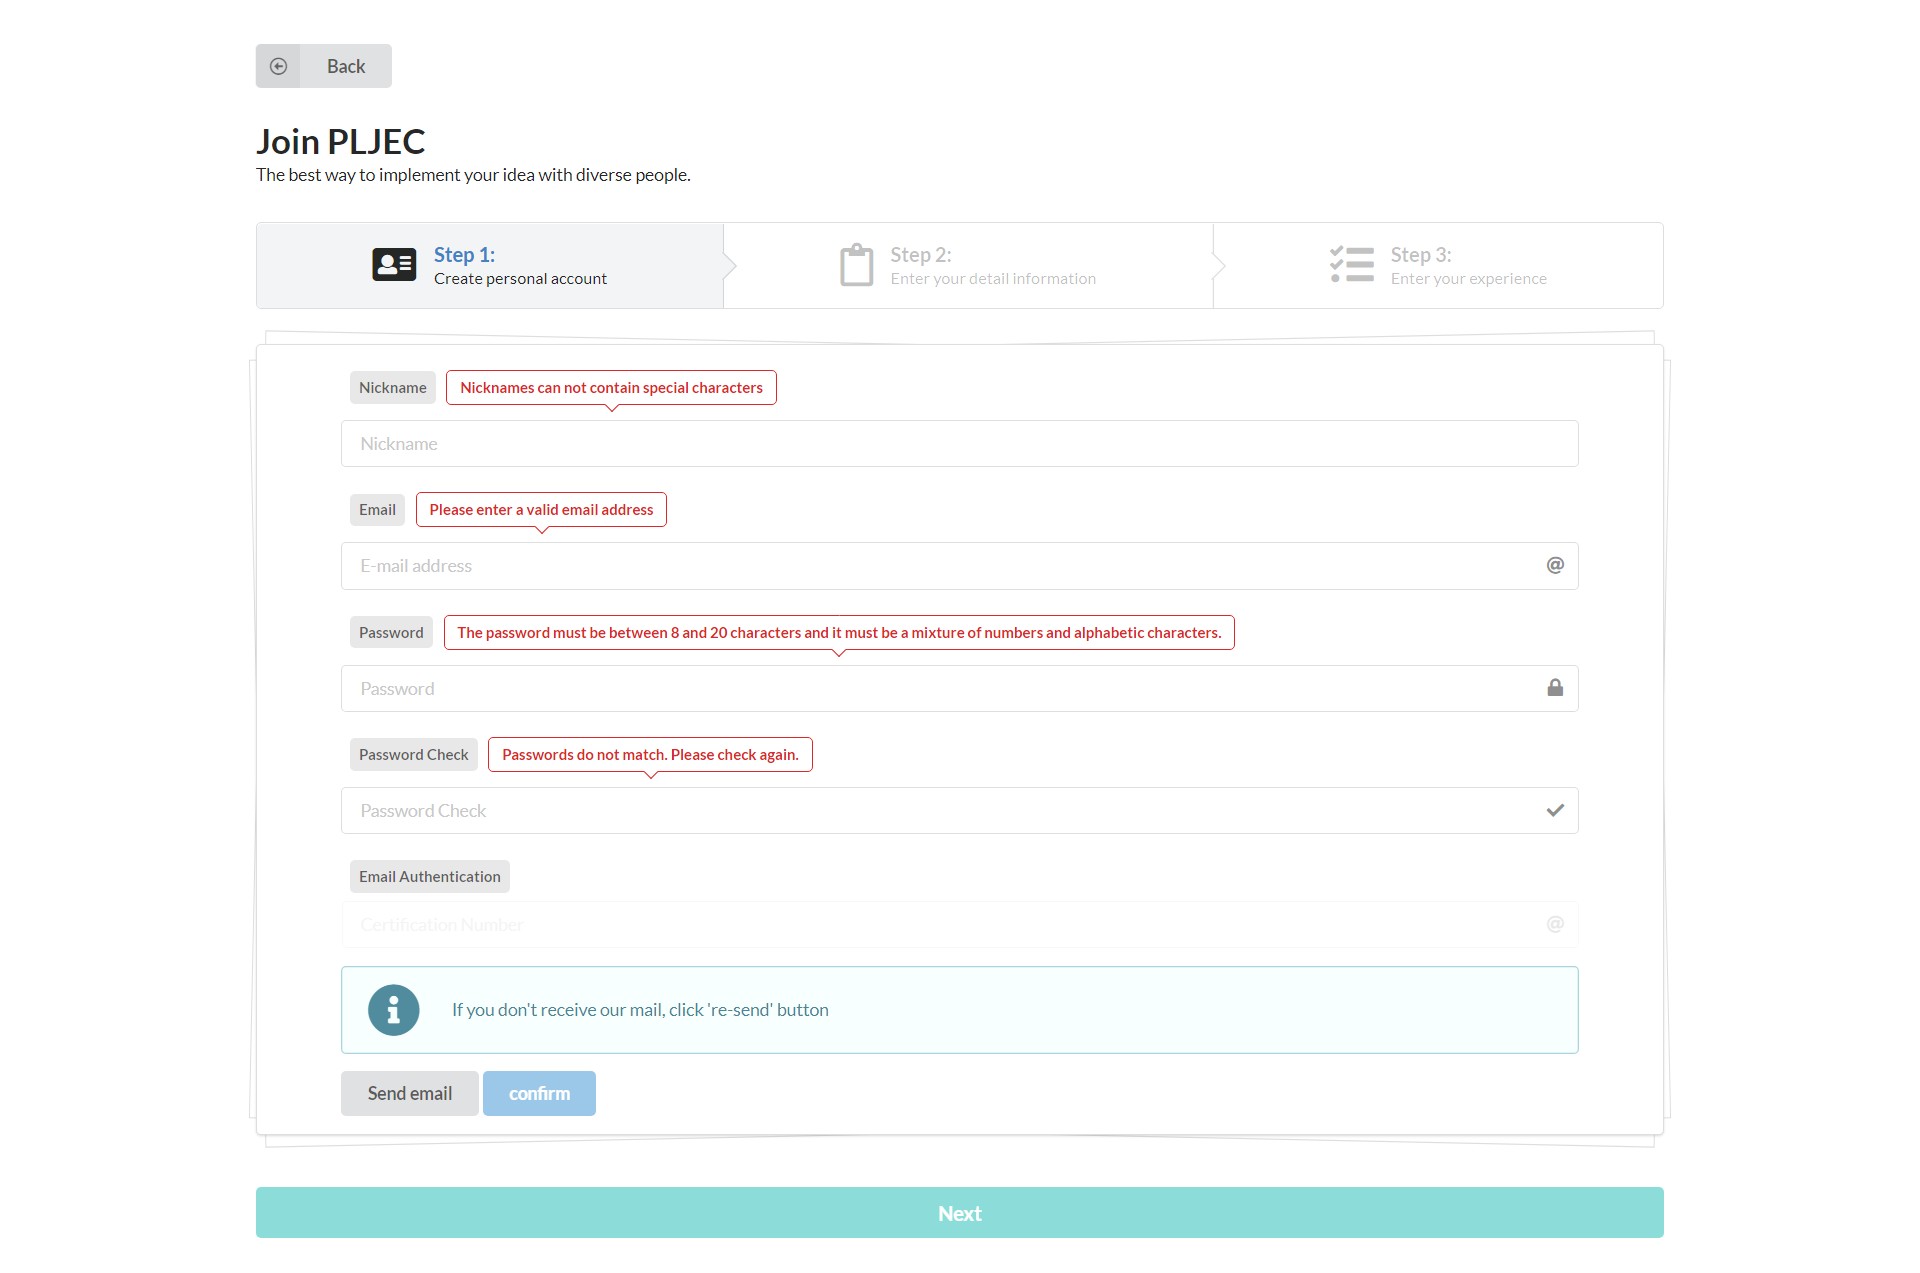 Back
Join PLJEC
The best way to implement your idea with diverse people.
Step 1:
Create personal account
Step 2:
Enter your detail information
Step 3:
Enter your experience
Nickname
Nicknames can not contain special characters
Nickname
Email
Please enter a valid email address
E-mail address
@
Password
The password must be between 8 and 20 characters and it must be a mixture of numbers and alphabetic characters.
Password
Password Check
Passwords do not match. Please check again.
Password Check
Email Authentication
Certification Number
@
If you don't receive our mail, click 're-send' button
Send email
confirm
Next